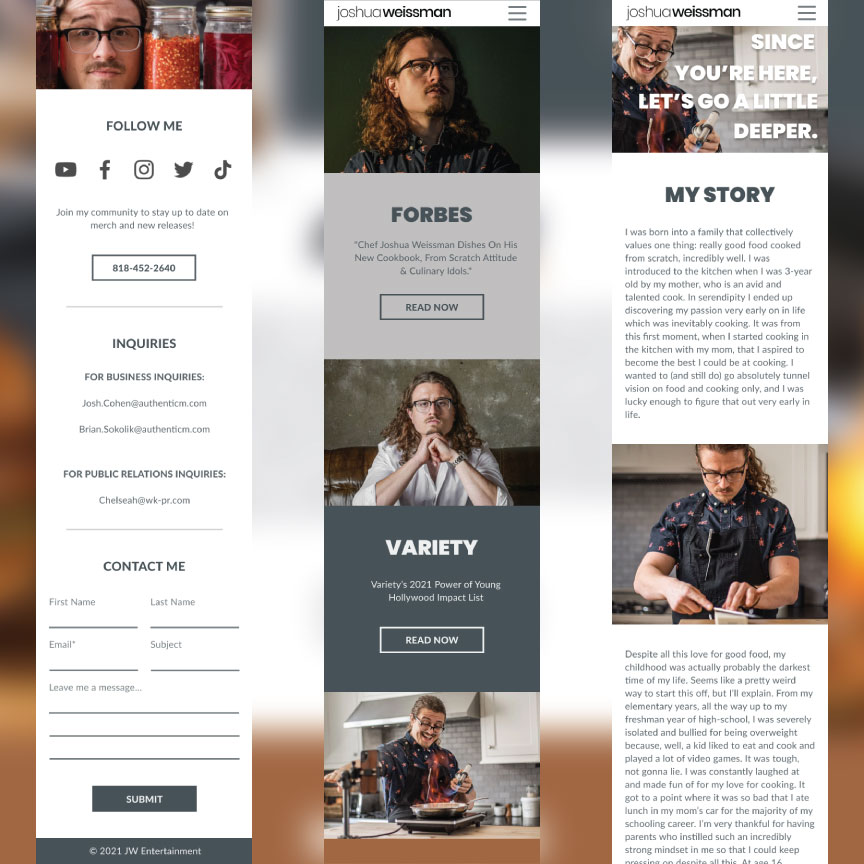 FOLLOW ME
Join my community to stay up to date on
merch and new releases!
818-452-2640
INQUIRIES
FOR BUSINESS INQUIRIES:
Josh.Cohen@authenticm.com
Brian.Sokolik@authenticm.com
FOR PUBLIC RELATIONS INQUIRIES:
Chelseah@wk-pr.com
CONTACT ME
First Name
Last Name
Email*
Subject
Leave me a message...
SUBMIT
© 2021 JW Entertainment
joshuaweissman
FORBES
"Chef Joshua Weissman Dishes On His
New Cookbook, From Scratch Attitude
& Culinary Idols."
READ NOW
VARIETY
Variety's 2021 Power of Young
Hollywood Impact List
READ NOW
joshuaweissman
SINCE
YOU'RE HERE,
LET'S GO A LITTLE
DEEPER.
MY STORY
I was born into a family that collectively
values one thing: really good food cooked
from scratch, incredibly well. I was
introduced to the kitchen when I was 3-year
old by my mother, who is an avid and
talented cook. In serendipity I ended up
discovering my passion very early on in life
which was inevitably cooking. It was from
this first moment, when I started cooking in
the kitchen with my mom, that I aspired to
become the best I could be at cooking. I
wanted to (and still do) go absolutely tunnel
vision on food and cooking only, and I was
lucky enough to figure that out very early in
life.
Despite all this love for good food, my
childhood was actually probably the darkest
time of my life. Seems like a pretty weird
way to start this off, but I'll explain. From my
elementary years, all the way up to my
freshman year of high-school, I was severely
isolated and bullied for being overweight
because, well, a kid liked to eat and cook and
played a lot of video games. It was tough,
not gonna lie. I was constantly laughed at
and made fun of for my love for cooking. It
got to a point where it was so bad that I ate
lunch in my mom's car for the majority of my
schooling career. I'm very thankful for having
parents who instilled such an incredibly
strong mindset in me so that I could keep
pressing on despite all this. At age 16